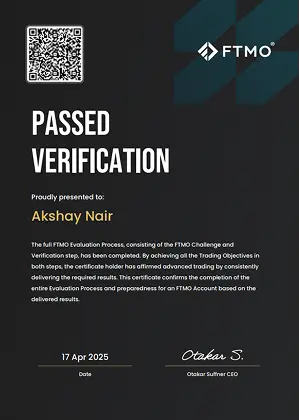 FTMO®
PASSED
VERIFICATION
Proudly presented to:
Akshay Nair
The full FTMO Evaluation Process, consisting of the FTMO Challenge and
Verification step, has been completed. By achieving all the Trading Objectives in
both steps, the certificate holder has affirmed advanced trading by consistently
delivering the required results. This certificate confirms the completion of the
entire Evaluation Process and preparedness for an FTMO Account based on the
delivered results.
17 Apr 2025
Otakar S.
Date
Otakar Suffner CEO